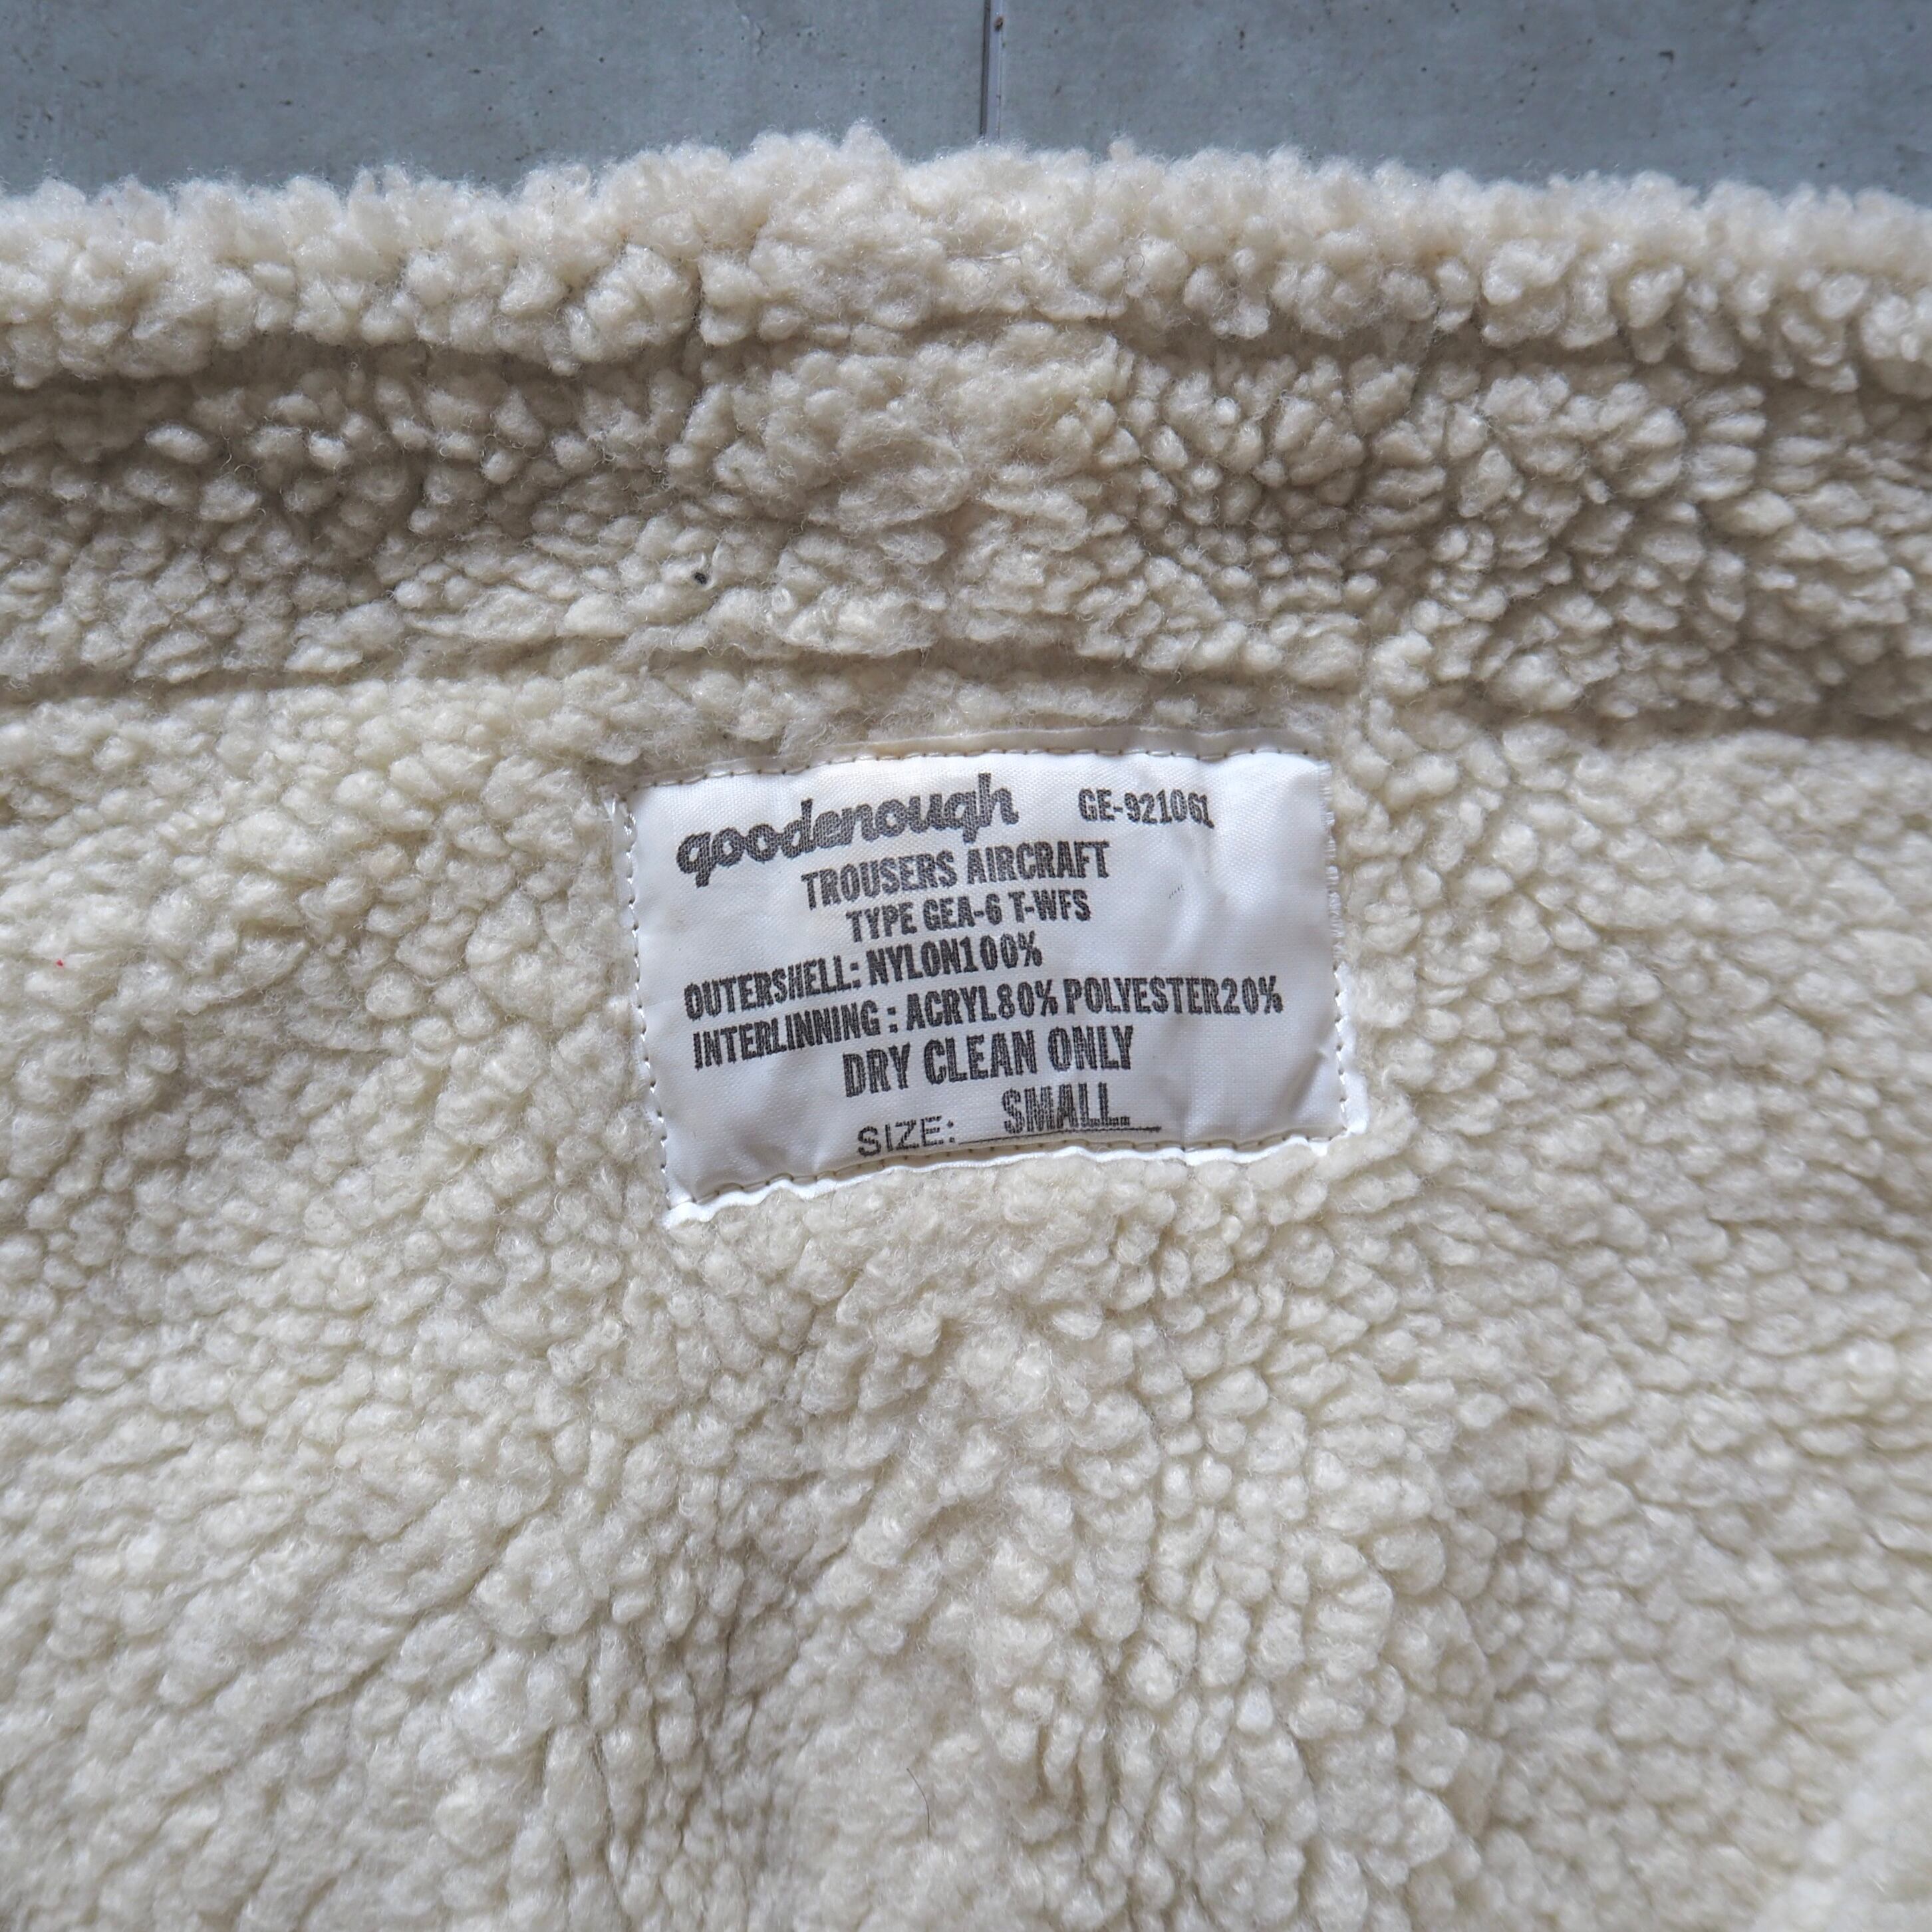 goodenough GE-921061
TROUSERS AIRCRAFT
TYPE GEA-6 T-WFS
OUTERSHELL: NYLON100%
INTERLINNING : ACRYL80% POLYESTER20%
DRY CLEAN ONLY
SIZE: SMALL.